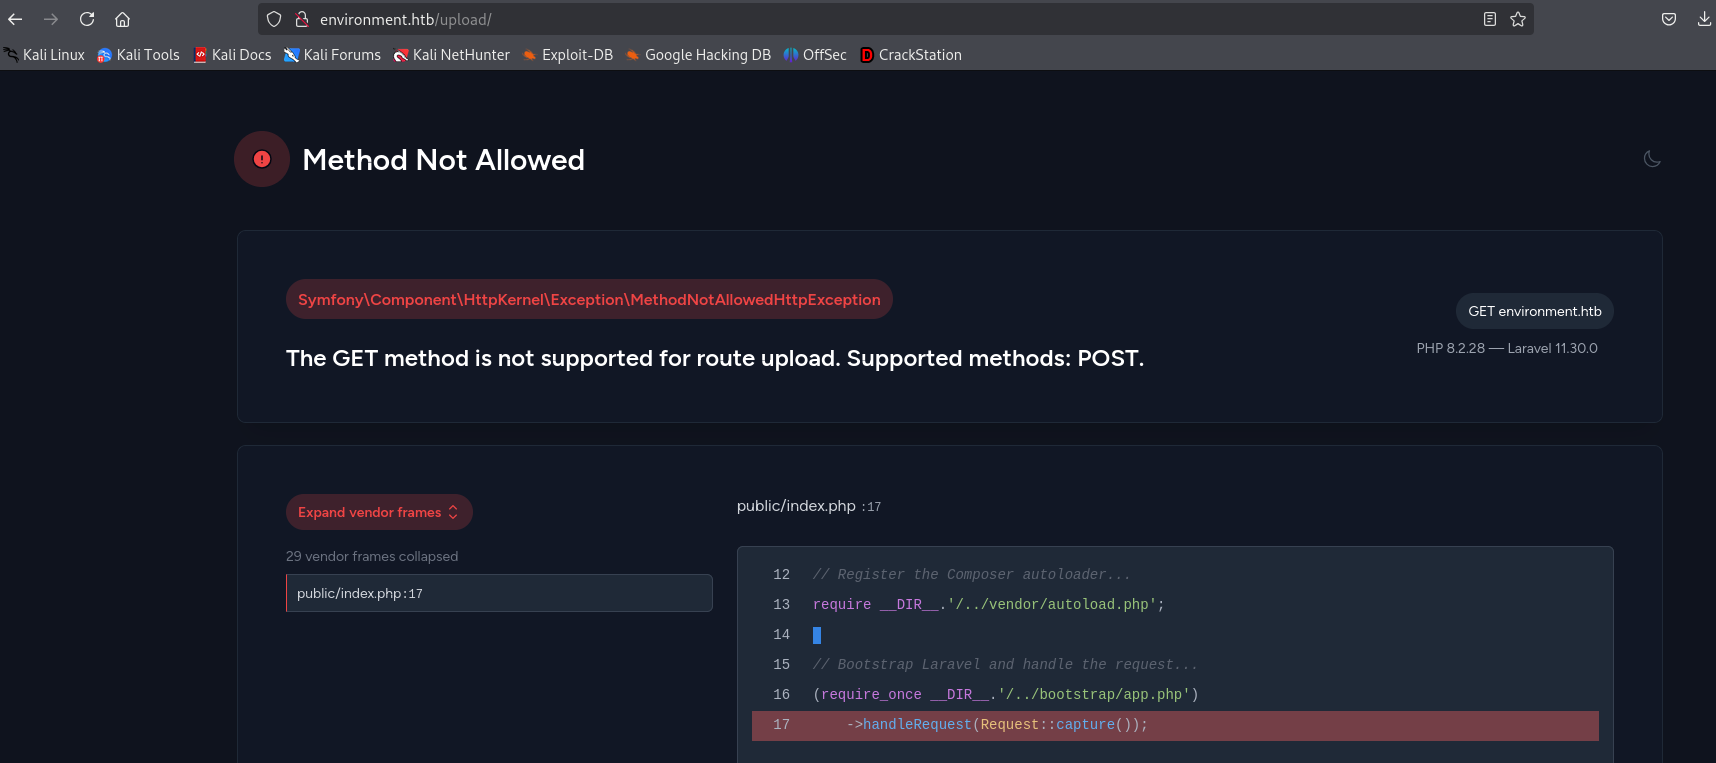 environment.htb/upload/
Kali Linux Kali Tools Kali Docs Kali Forums Kali NetHunter Exploit-DB Google Hacking DB OffSec CrackStation
Method Not Allowed
Symfony\Component\HttpKernel\Exception\MethodNotAllowedHttpException
GET environment.htb
The GET method is not supported for route upload. Supported methods: POST.
PHP 8.2.28 — Laravel 11.30.0
Expand vendor frames
29 vendor frames collapsed
public/index.php:17
public/index.php :17
12 // Register the Composer autoloader...
13 require __DIR__.'/../vendor/autoload.php';
14
15 // Bootstrap Laravel and handle the request...
16 (require_once __DIR__.'/../bootstrap/app.php')
17 ->handleRequest(Request::capture());